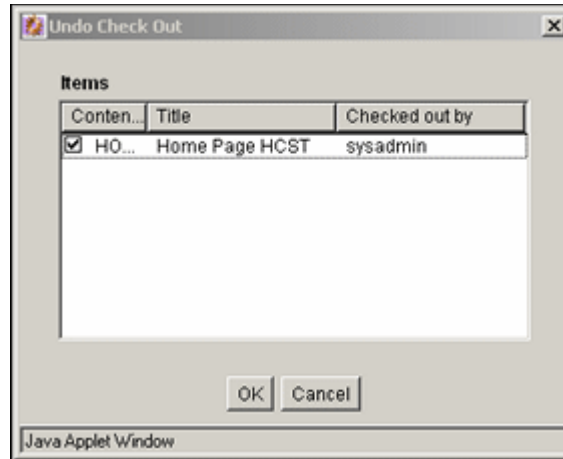 Undo Check Out
Items
Conten... Title Checked out by
HO... Home Page HCST sysadmin
OK Cancel
Java Applet Window